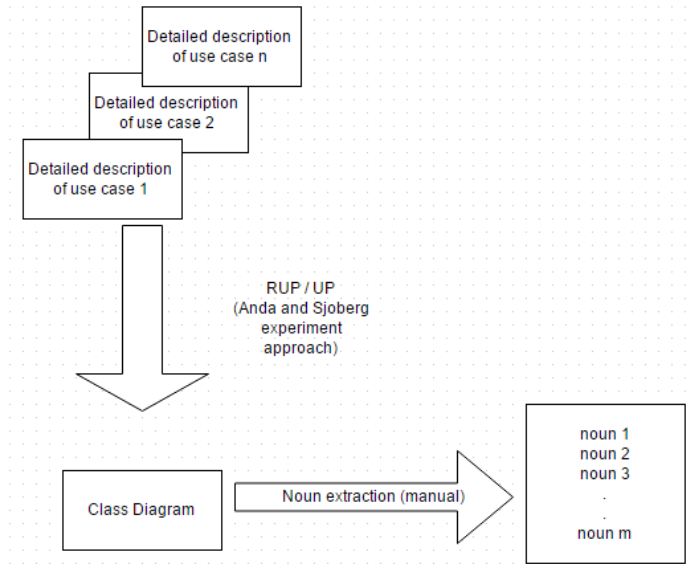 Detailed description
of use case n
Detailed description
of use case 2
Detailed description
of use case 1
RUP / UP
(Anda and Sjoberg
experiment
approach)
Class Diagram
Noun extraction (manual)
noun 1
noun 2
noun 3
.
.
noun m